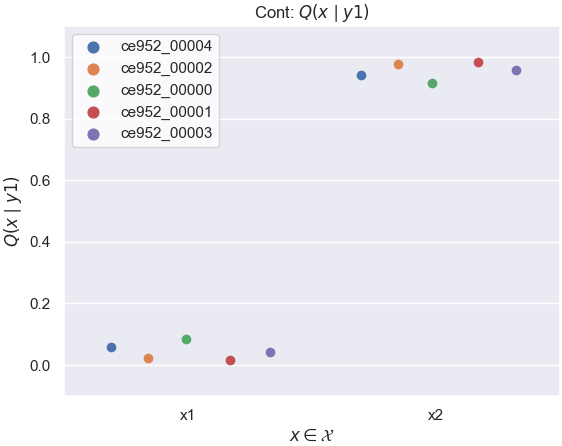 Cont: Q(x | y1)
1.0
0.8
0.6
0.4
0.2
0.0
Q(x | y1)
ce952_00004
ce952_00002
ce952_00000
ce952_00001
ce952_00003
x1 x2
x ∈ 𝒳